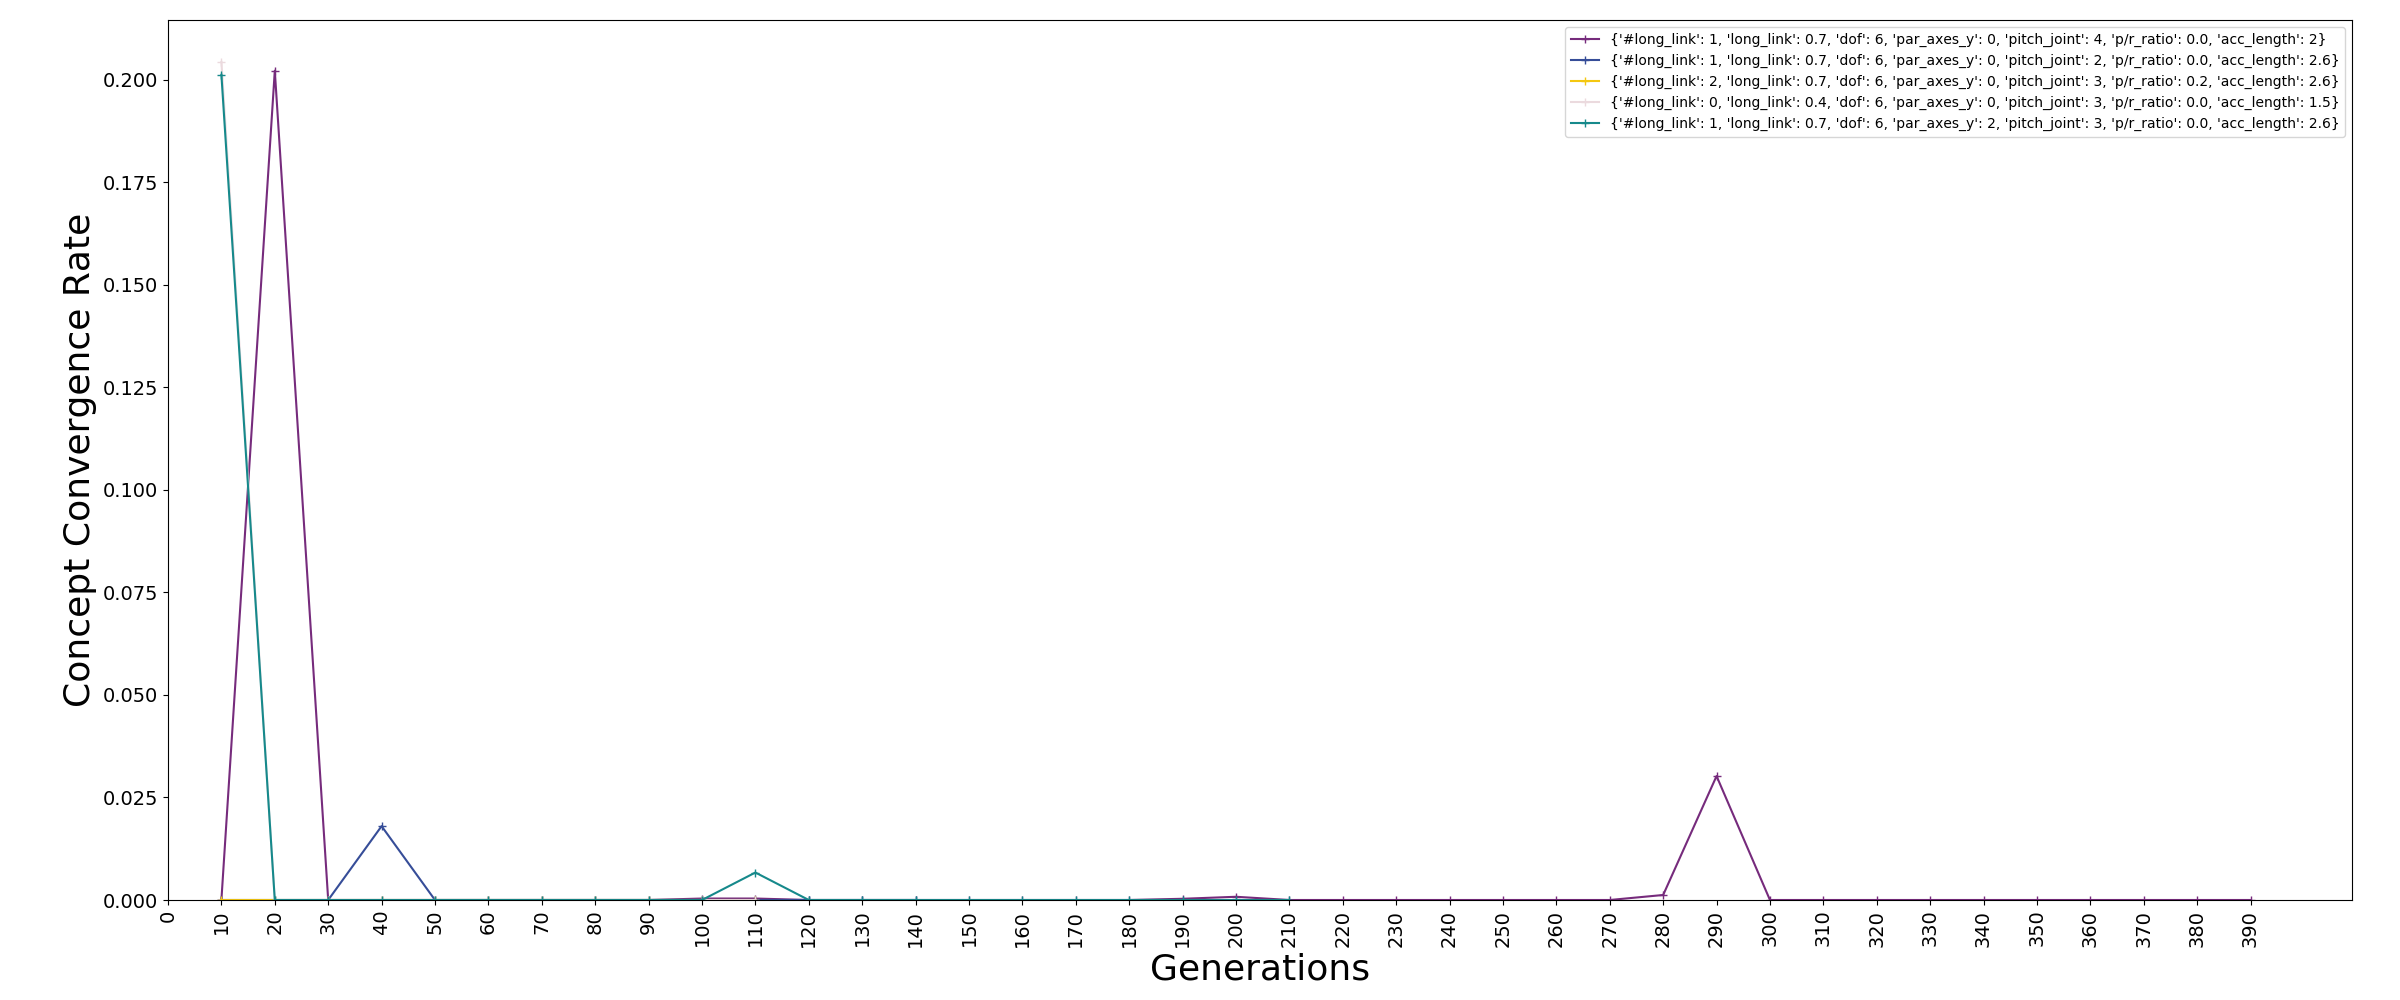 {'#long_link': 1, 'long_link': 0.7, 'dof': 6, 'par_axes_y': 0, 'pitch_joint': 4, 'p/r_ratio': 0.0, 'acc_length': 2}
{'#long_link': 1, 'long_link': 0.7, 'dof': 6, 'par_axes_y': 0, 'pitch_joint': 2, 'p/r_ratio': 0.0, 'acc_length': 2.6}
{'#long_link': 2, 'long_link': 0.7, 'dof': 6, 'par_axes_y': 0, 'pitch_joint': 3, 'p/r_ratio': 0.2, 'acc_length': 2.6}
{'#long_link': 0, 'long_link': 0.4, 'dof': 6, 'par_axes_y': 0, 'pitch_joint': 3, 'p/r_ratio': 0.0, 'acc_length': 1.5}
{'#long_link': 1, 'long_link': 0.7, 'dof': 6, 'par_axes_y': 2, 'pitch_joint': 3, 'p/r_ratio': 0.0, 'acc_length': 2.6}
Concept Convergence Rate
0.200
0.175
0.150
0.125
0.100
0.075
0.050
0.025
0.000
0 10 20 30 40 50 60 70 80 90 100 110 120 130 140 150 160 170 180 190 200 210 220 230 240 250 260 270 280 290 300 310 320 330 340 350 360 370 380 390
Generations